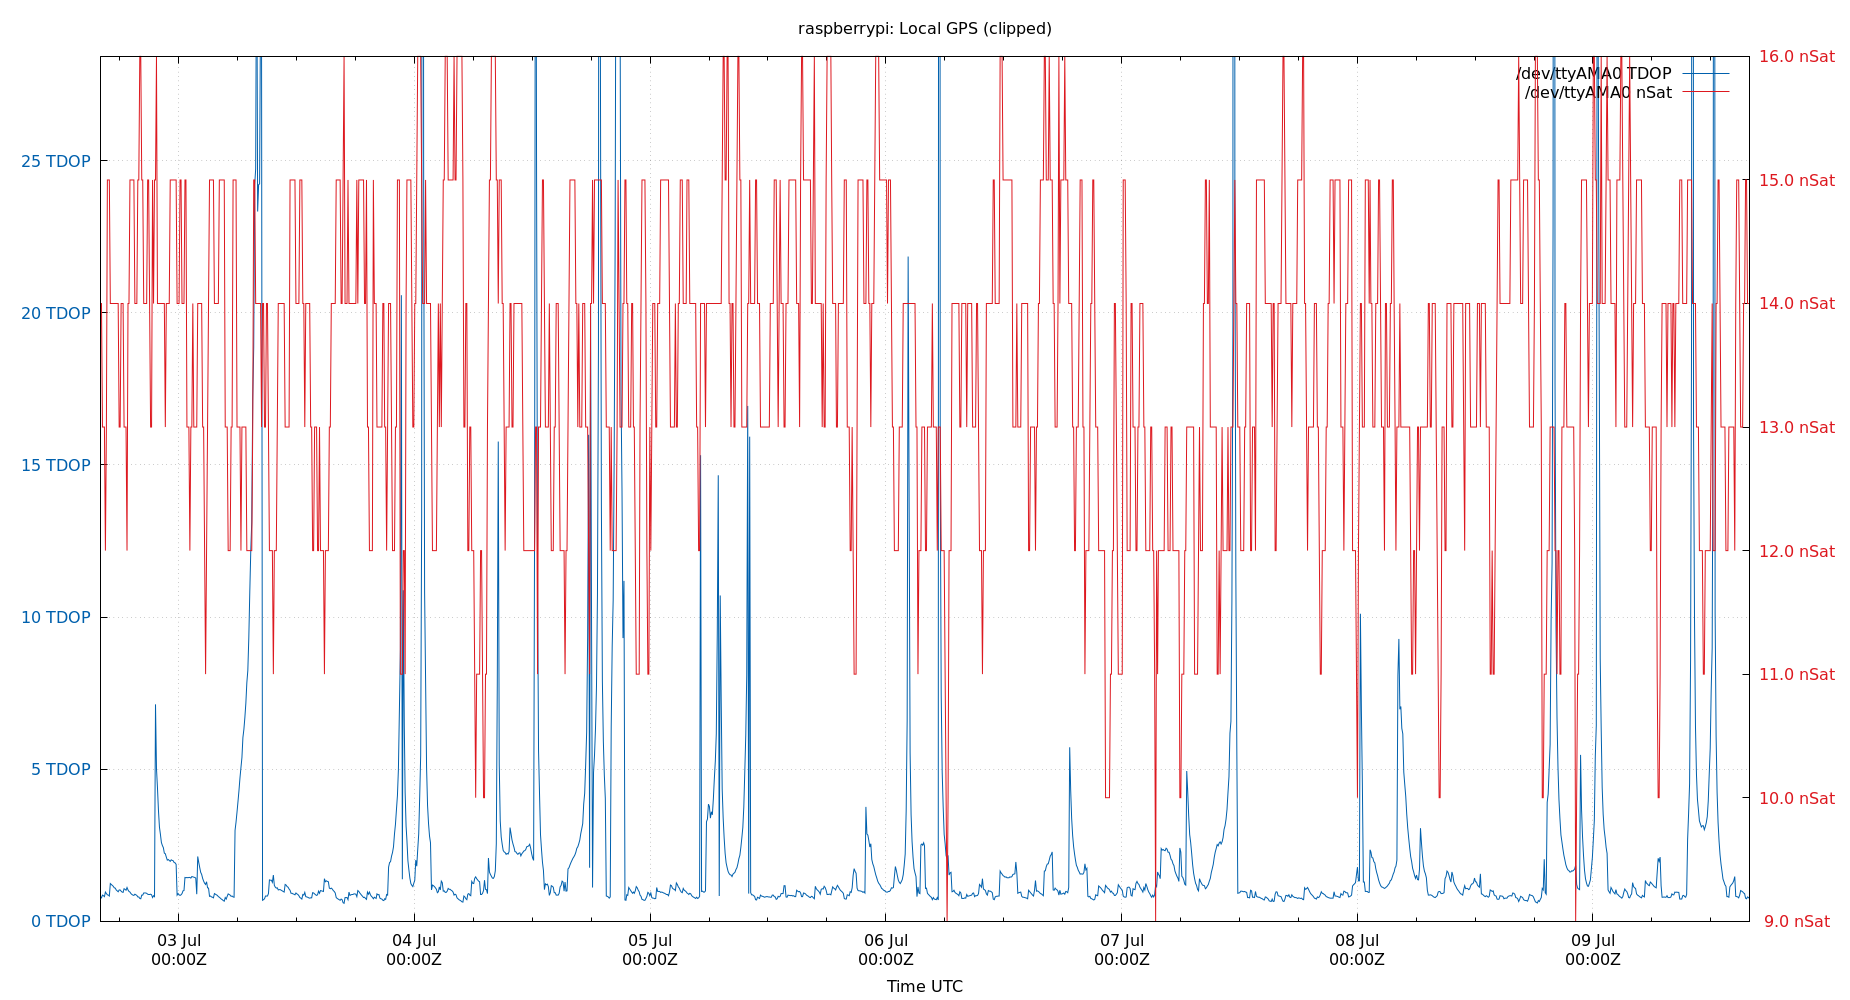 raspberrypi: Local GPS (clipped)
/dev/ttyAMA0 TDOP
/dev/ttyAMA0 nSat
25 TDOP
20 TDOP
15 TDOP
10 TDOP
5 TDOP
0 TDOP
16.0 nSat
15.0 nSat
14.0 nSat
13.0 nSat
12.0 nSat
11.0 nSat
10.0 nSat
9.0 nSat
03 Jul 04 Jul 05 Jul 06 Jul 07 Jul 08 Jul 09 Jul
00:00Z 00:00Z 00:00Z 00:00Z 00:00Z 00:00Z 00:00Z
Time UTC